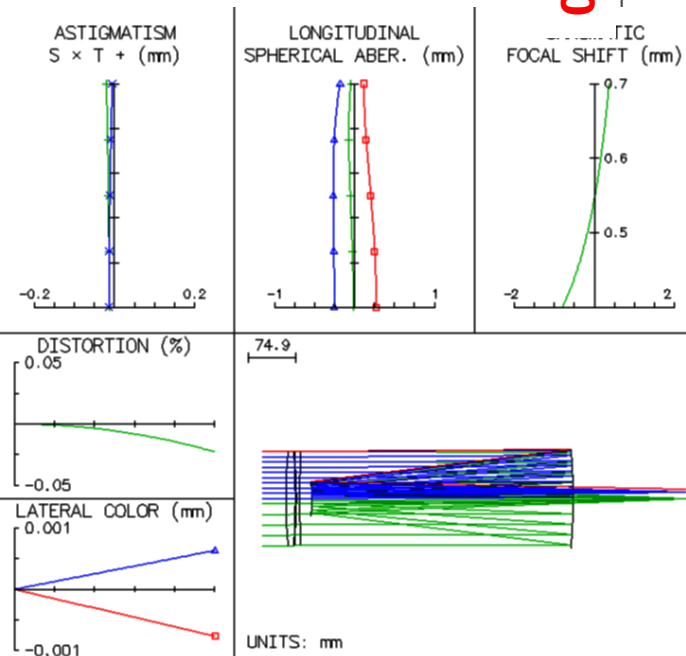 g
ASTIGMATISM
S × T + (mm)
-0.2
0.2
LONGITUDINAL
SPHERICAL ABER. (mm)
-1
1
FOCAL SHIFT (mm)
0.7
0.6
0.5
-2
2
DISTORTION (%)
0.05
-0.05
LATERAL COLOR (mm)
0.001
-0.001
74.9
UNITS: mm